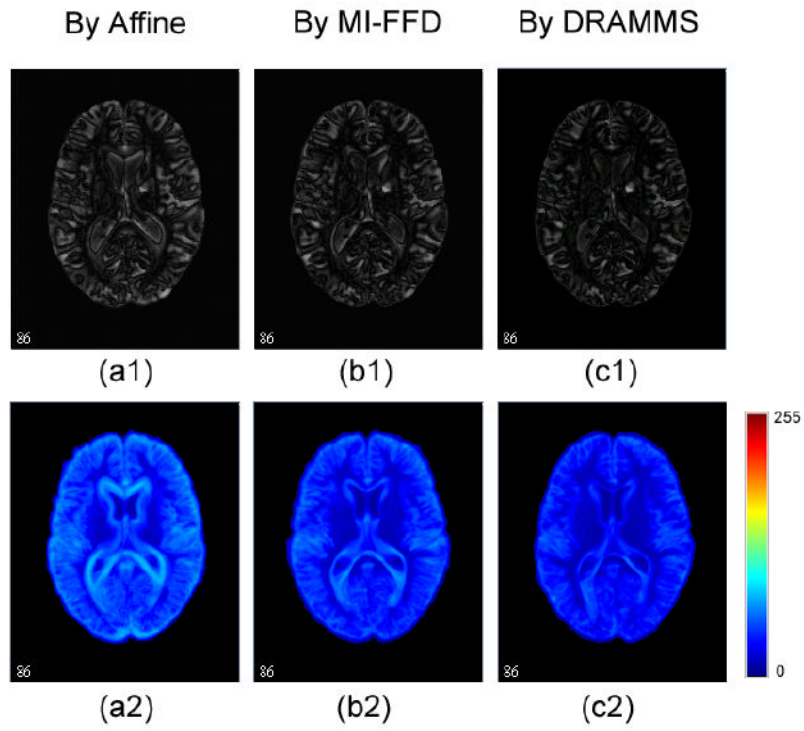 By Affine By MI-FFD By DRAMMS
86 86 86
(a1) (b1) (c1)
255
0
86 86 86
(a2) (b2) (c2)